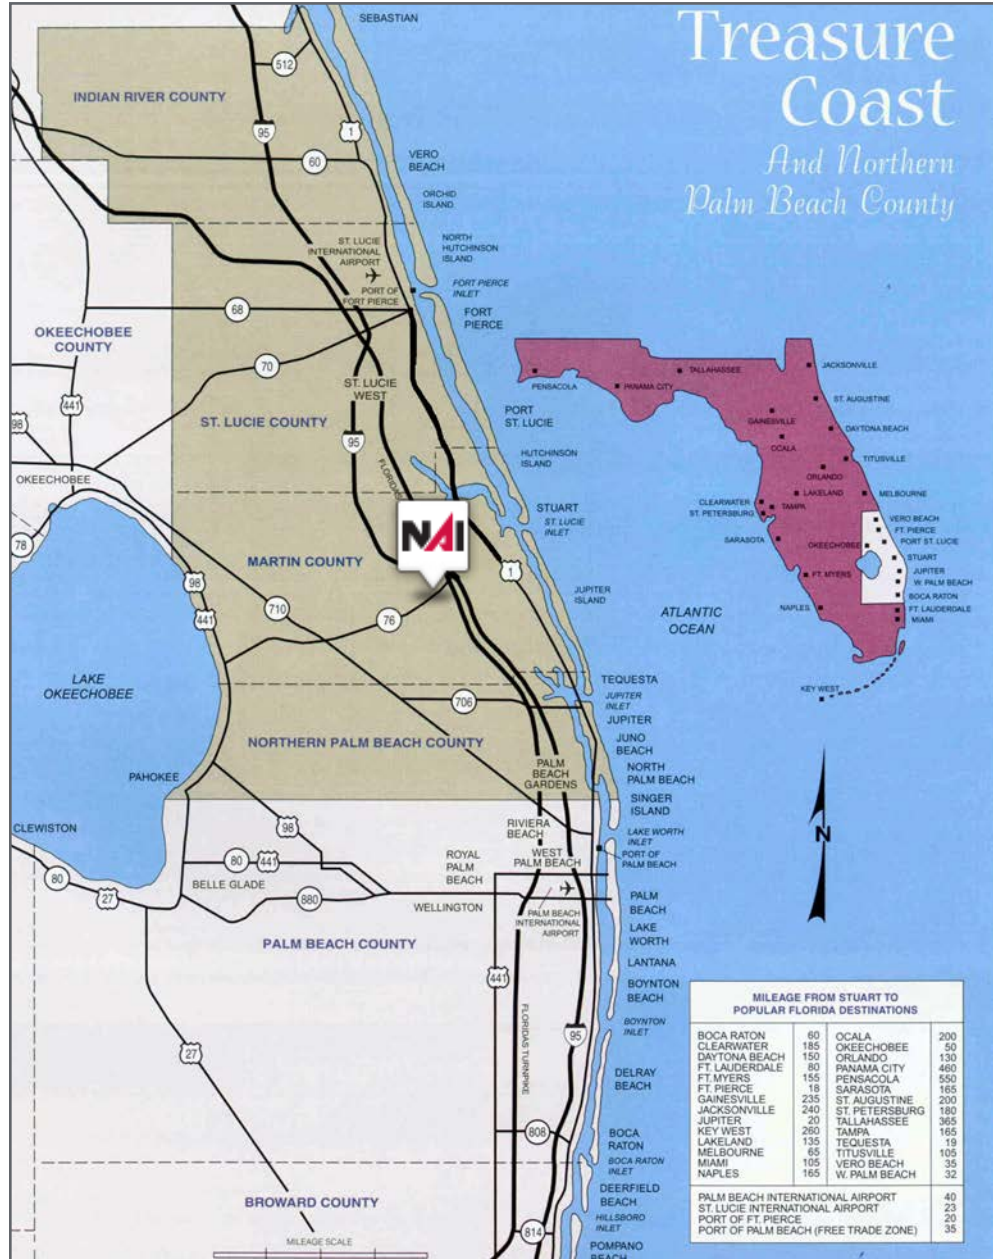 Treasure
Coast
And Northern
Palm Beach County
SEBASTIAN
512
INDIAN RIVER COUNTY
95
1
60
VERO
BEACH
ORCHID
ISLAND
ST. LUCIE
INTERNATIONAL
AIRPORT
NORTH
HUTCHINSON
ISLAND
PORT OF
FORT PIERCE
FORT PIERCE
INLET
68
FORT
PIERCE
OKEECHOBEE
COUNTY
70
ST. LUCIE
WEST
441
98
ST. LUCIE COUNTY
PORT
ST. LUCIE
95
HUTCHINSON
ISLAND
FLORIDA
OKEECHOBEE
STUART
ST. LUCIE
INLET
NAI
78
MARTIN COUNTY
1
98
710
JUPITER
ISLAND
441
76
LAKE
OKEECHOBEE
TEQUESTA
JUPITER
INLET
706
JUPITER
NORTHERN PALM BEACH COUNTY
JUNO
BEACH
PAHOKEE
PALM
BEACH
GARDENS
NORTH
PALM BEACH
SINGER
ISLAND
CLEWISTON
98
RIVIERA
BEACH
LAKE WORTH
INLET
ROYAL
PALM
BEACH
WEST
PALM BEACH
PORT OF
PALM BEACH
80
80
441
BELLE GLADE
27
880
WELLINGTON
PALM BEACH
INTERNATIONAL
AIRPORT
PALM
BEACH
PALM BEACH COUNTY
LAKE
WORTH
LANTANA
441
BOYNTON
BEACH
FLORIDAS TURNPIKE
95
BOYNTON
INLET
27
DELRAY
BEACH
808
BOCA
RATON
BOCA RATON
INLET
BROWARD COUNTY
DEERFIELD
BEACH
HILLSBORO
INLET
814
MILEAGE SCALE
POMPANO
BEACH
PENSACOLA
PANAMA CITY
TALLAHASSEE
JACKSONVILLE
ST. AUGUSTINE
GAINESVILLE
OCALA
DAYTONA BEACH
TITUSVILLE
ORLANDO
LAKELAND
MELBOURNE
CLEARWATER
ST. PETERSBURG
TAMPA
VERO BEACH
FT. PIERCE
PORT ST. LUCIE
SARASOTA
OKEECHOBEE
STUART
FT. MYERS
JUPITER
W. PALM BEACH
BOCA RATON
NAPLES
FT. LAUDERDALE
MIAMI
KEY WEST
ATLANTIC
OCEAN
N
MILEAGE FROM STUART TO
POPULAR FLORIDA DESTINATIONS
BOCA RATON 60 OCALA 200
CLEARWATER 185 OKEECHOBEE 50
DAYTONA BEACH 150 ORLANDO 130
FT. LAUDERDALE 80 PANAMA CITY 460
FT. MYERS 155 PENSACOLA 550
FT. PIERCE 18 SARASOTA 165
GAINESVILLE 235 ST. AUGUSTINE 200
JACKSONVILLE 240 ST. PETERSBURG 180
JUPITER 20 TALLAHASSEE 365
KEY WEST 260 TAMPA 165
LAKELAND 135 TEQUESTA 19
MELBOURNE 65 TITUSVILLE 105
MIAMI 105 VERO BEACH 35
NAPLES 165 W. PALM BEACH 32
PALM BEACH INTERNATIONAL AIRPORT 40
ST. LUCIE INTERNATIONAL AIRPORT 23
PORT OF FT. PIERCE 20
PORT OF PALM BEACH (FREE TRADE ZONE) 35